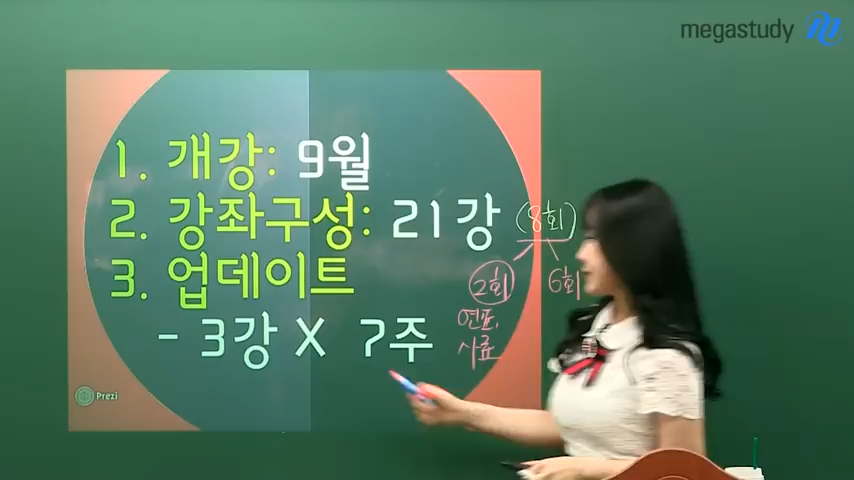 megastudy
1. 개강: 9월
2. 강좌구성: 21강 (8회)
2회 6회
연표,
사료
3. 업데이트
- 3강 X 7주
Prezi